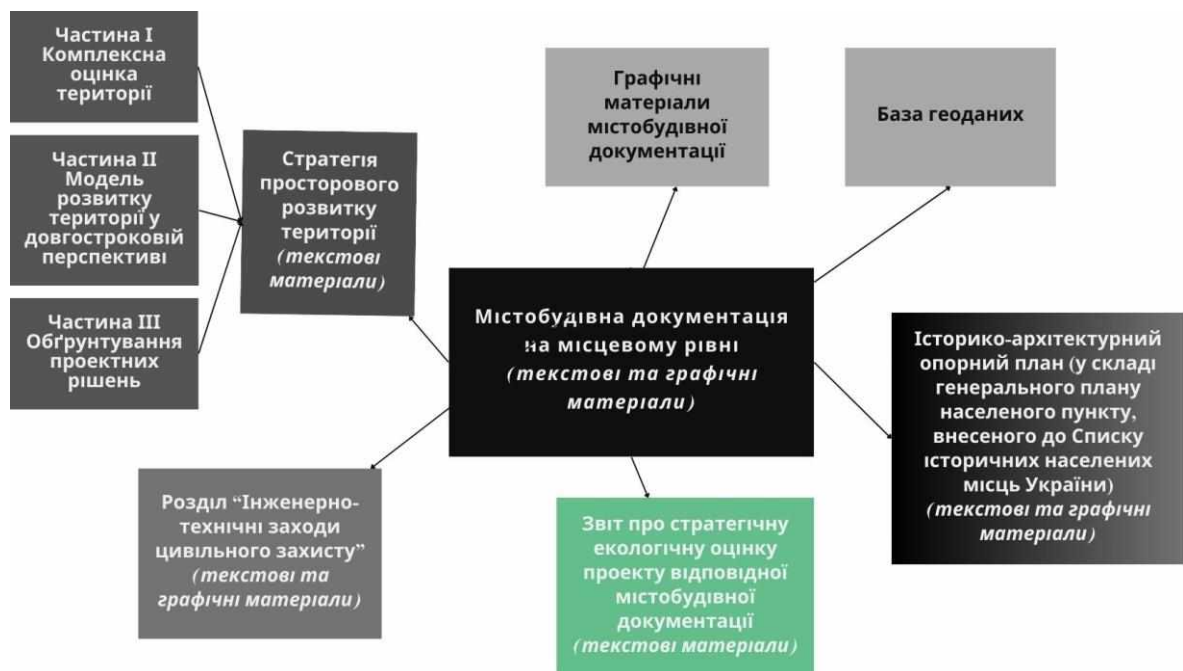 Частина I
Комплексна
оцінка
території
Частина II
Модель
розвитку
території у
довгостроковій
перспективі
Частина III
Обґрунтування
проектних
рішень
Стратегія
просторового
розвитку
території
(текстові
матеріали)
Графічні
матеріали
містобудівної
документації
База геоданих
Містобудівна документація
на місцевому рівні
(текстові та графічні
матеріали)
Історико-архітектурний
опорний план (у складі
генерального плану
населеного пункту,
внесеного до Списку
історичних населених
місць України)
(текстові та графічні
матеріали)
Розділ “Інженерно-
технічні заходи
цивільного захисту”
(текстові та
графічні матеріали)
Звіт про стратегічну
екологічну оцінку
проекту відповідної
містобудівної
документації
(текстові матеріали)